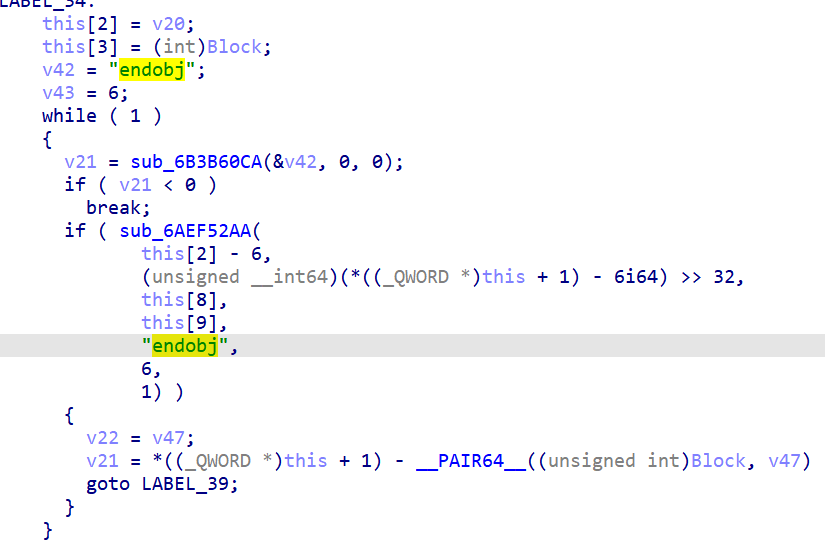 LABEL_34:
this[2] = v20;
this[3] = (int)Block;
v42 = "endobj";
v43 = 6;
while ( 1 )
{
v21 = sub_6B3B60CA(&v42, 0, 0);
if ( v21 < 0 )
break;
if ( sub_6AEF52AA(
this[2] - 6,
(unsigned __int64)(*((_QWORD *)this + 1) - 6i64) >> 32,
this[8],
this[9],
"endobj",
6,
1) )
{
v22 = v47;
v21 = *((_QWORD *)this + 1) - __PAIR64__((unsigned int)Block, v47)
goto LABEL_39;
}
}